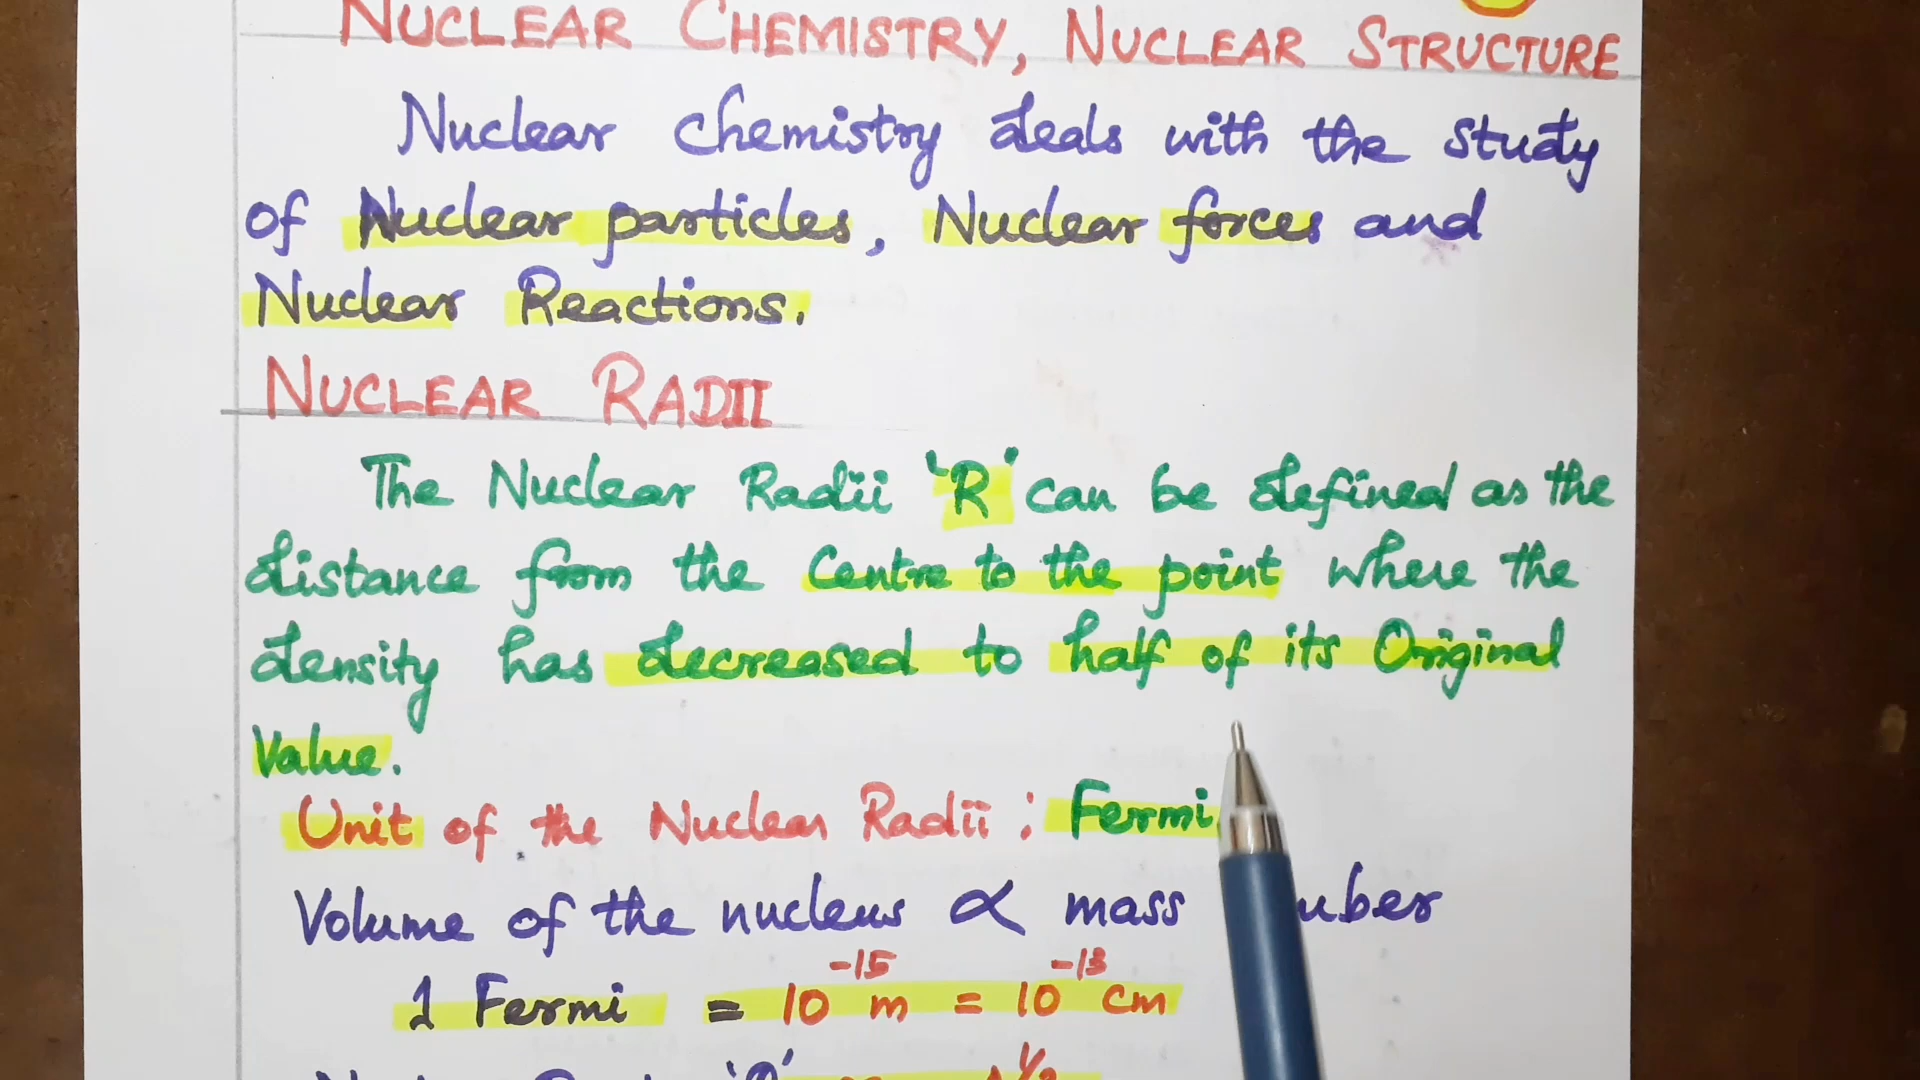 NUCLEAR CHEMISTRY, NUCLEAR STRUCTURE
Nuclear chemistry deals with the study
of Nuclear particles, Nuclear forces and
Nuclear Reactions.
NUCLEAR RADII
The Nuclear Radii 'R' can be defined as the
distance from the Centre to the point where the
density has decreased to half of its Original
Value.
Unit of the Nuclear Radii : Fermi
Volume of the nucleus ∝ mass
1 Fermi = 10⁻¹⁵ m = 10⁻¹³ cm